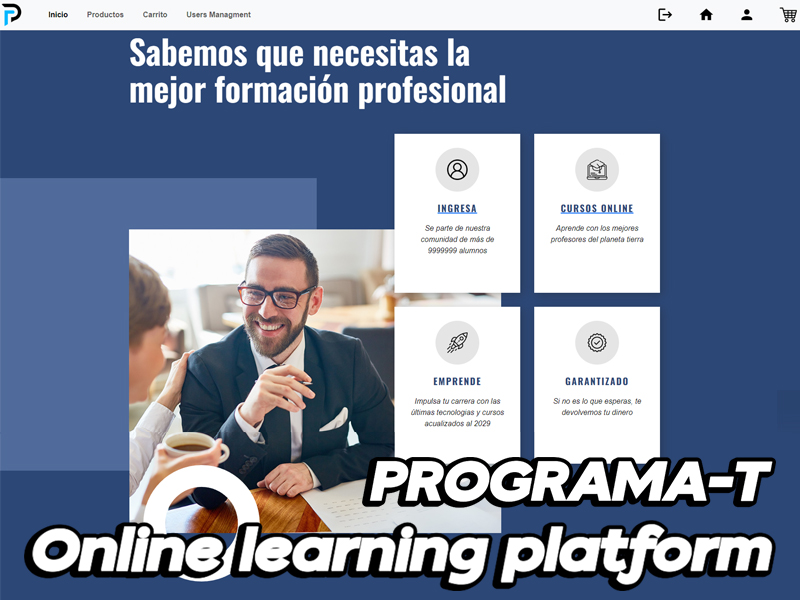 Inicio Productos Carrito Users Managment
Sabemos que necesitas la
mejor formación profesional
INGRESA
Se parte de nuestra
comunidad de más de
9999999 alumnos
CURSOS ONLINE
Aprende con los mejores
profesores del planeta tierra
EMPRENDE
Impulsa tu carrera con las
últimas tecnologias y cursos
acualizados al 2029
GARANTIZADO
Si no es lo que esperas, te
devolvemos tu dinero
PROGRAMA-T
Online learning platform